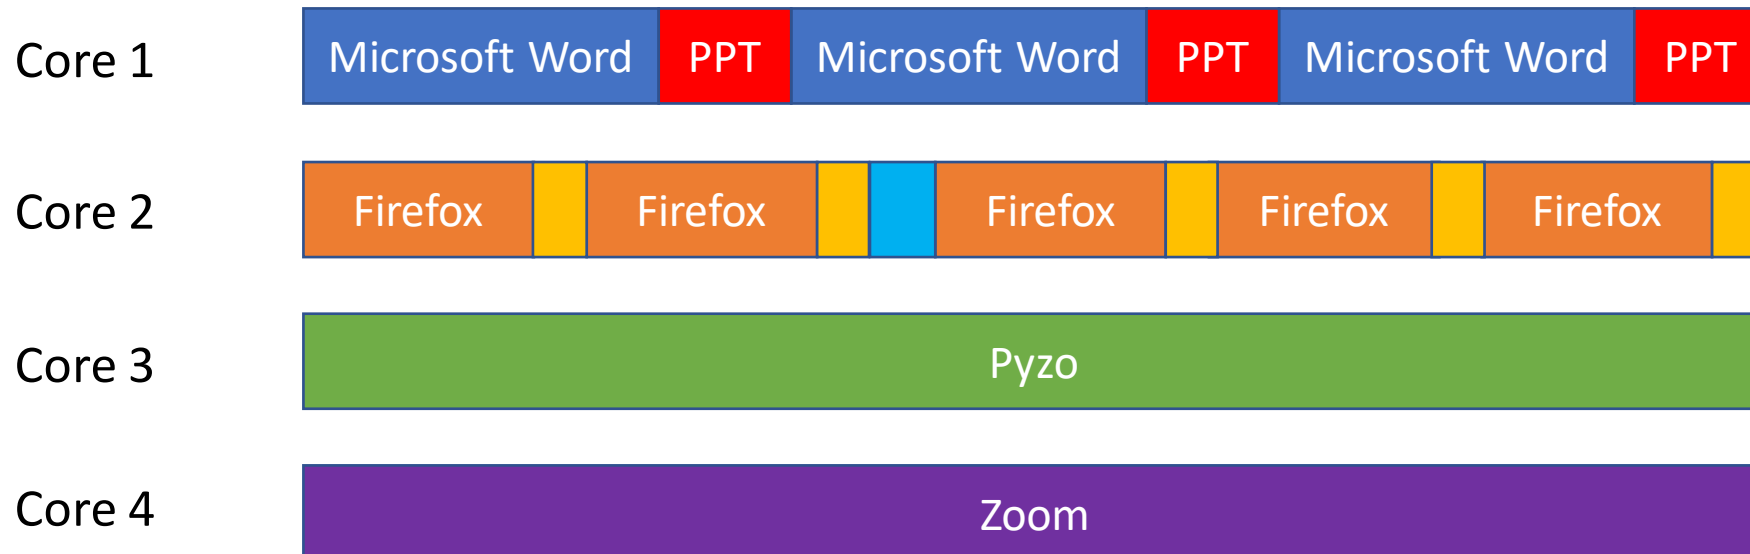 Core 1 Microsoft Word PPT Microsoft Word PPT Microsoft Word PPT
Core 2 Firefox Firefox Firefox Firefox Firefox
Core 3 Pyzo
Core 4 Zoom